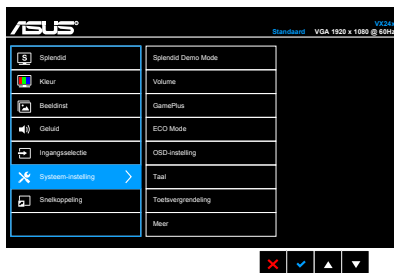 ASUS
VX24x
Standaard VGA 1920 x 1080 @ 60Hz
S Splendid
Kleur
Beeldinst
Geluid
Ingangsselectie
Systeem-instelling
Snelkoppeling
Splendid Demo Mode
Volume
GamePlus
ECO Mode
OSD-instelling
Taal
Toetsvergrendeling
Meer